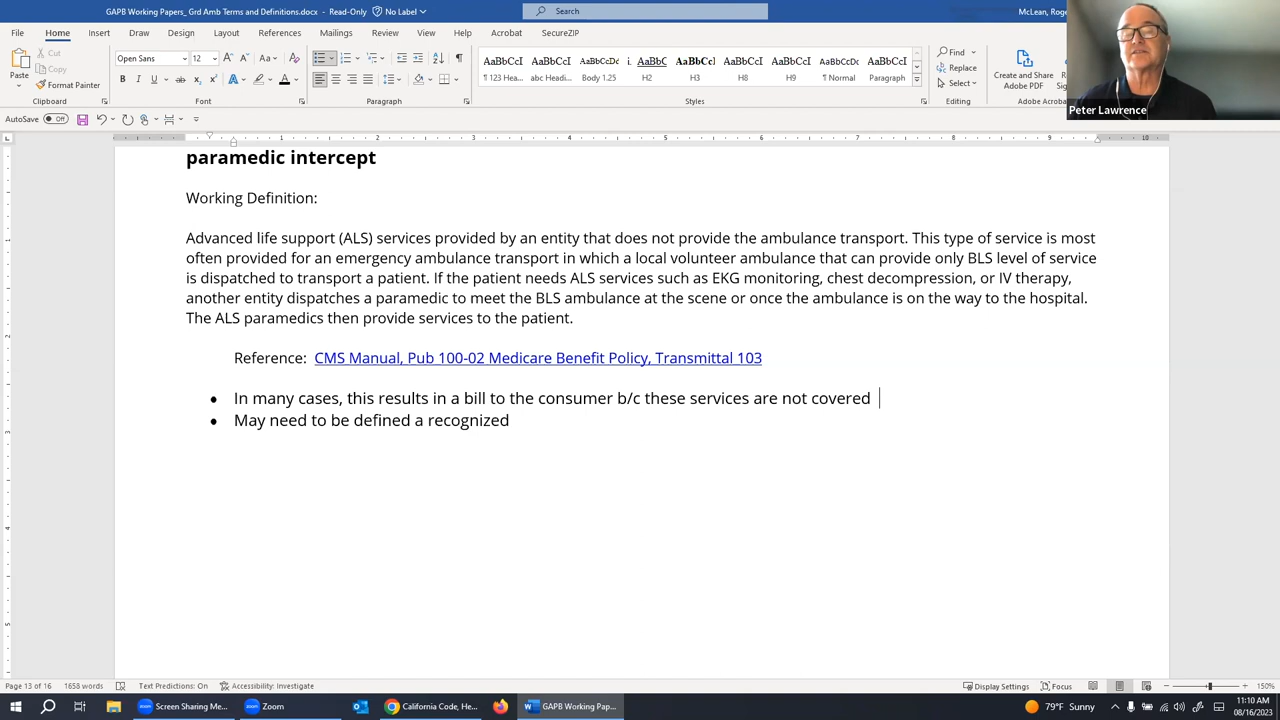 GAPB Working Papers_ Grd Amb Terms and Definitions.docx - Read-Only
No Label
Search
McLean, Rog
File
Home
Insert
Draw
Design
Layout
References
Mailings
Review
View
Help
Acrobat
SecureZIP
Paste
Cut
Copy
Format Painter
Clipboard
Open Sans
12
Font
Paragraph
AaBbCcI
¶ 123 Hea...
AaBbCcI
abc Headi...
AaBbCcDc
Body 1.25
AaBbC
H2
AaBbCcI
H3
AaBbCcI
AaBbCcDc
H9
AaBbCcDc
¶ Normal
AaBbCcDc
Paragraph
Styles
Find
Replace
Select
Editing
Create and Share
Adobe PDF
Adobe Acroba
Peter Lawrence
AutoSave
Off
paramedic intercept
Working Definition:
Advanced life support (ALS) services provided by an entity that does not provide the ambulance transport. This type of service is most
often provided for an emergency ambulance transport in which a local volunteer ambulance that can provide only BLS level of service
is dispatched to transport a patient. If the patient needs ALS services such as EKG monitoring, chest decompression, or IV therapy,
another entity dispatches a paramedic to meet the BLS ambulance at the scene or once the ambulance is on the way to the hospital.
The ALS paramedics then provide services to the patient.
Reference: CMS Manual, Pub 100-02 Medicare Benefit Policy, Transmittal 103
• In many cases, this results in a bill to the consumer b/c these services are not covered
• May need to be defined a recognized
Page 13 of 16
1658 words
Text Predictions: On
Accessibility: Investigate
Display Settings
Focus
150%
Screen Sharing Me...
Zoom
California Code, He...
GAPB Working Pap...
79°F Sunny
11:10 AM
08/16/2023